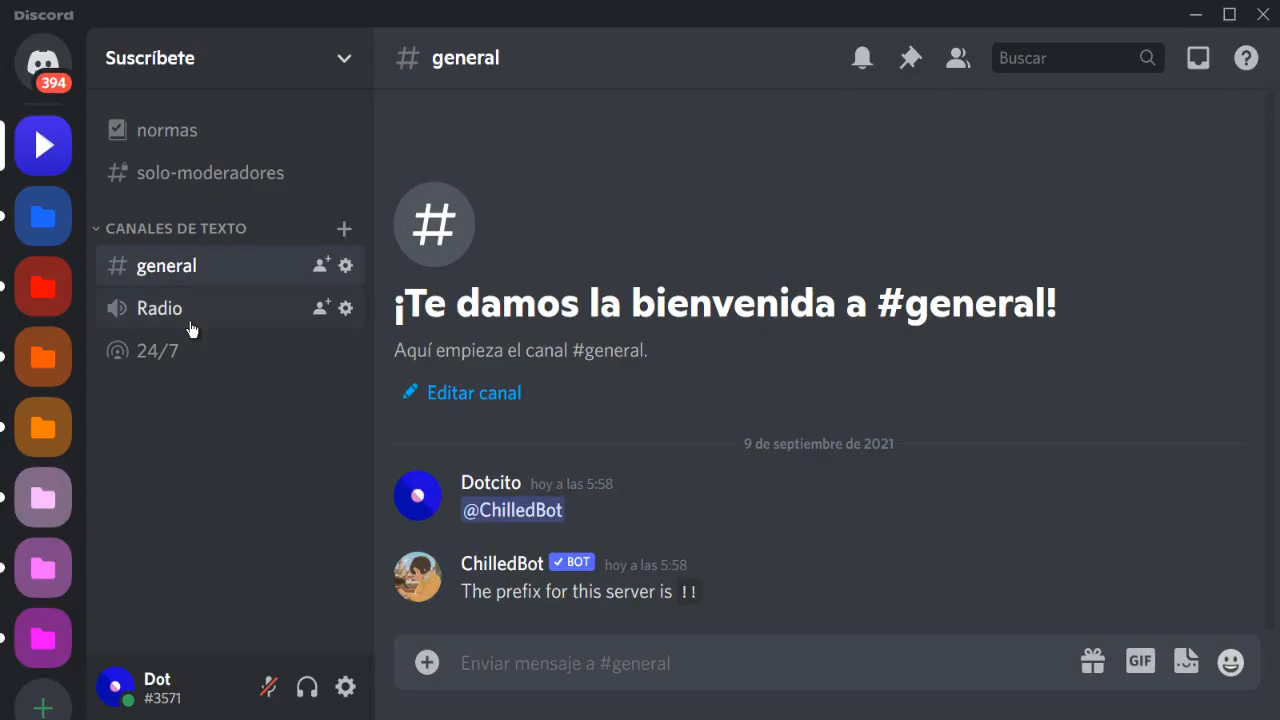 Discord
394
Suscríbete
normas
solo-moderadores
CANALES DE TEXTO
general
Radio
24/7
Dot
#3571
general
Buscar
¡Te damos la bienvenida a #general!
Aquí empieza el canal #general.
Editar canal
9 de septiembre de 2021
Dotcito hoy a las 5:58
@ChilledBot
ChilledBot BOT hoy a las 5:58
The prefix for this server is !!
Enviar mensaje a #general
GIF